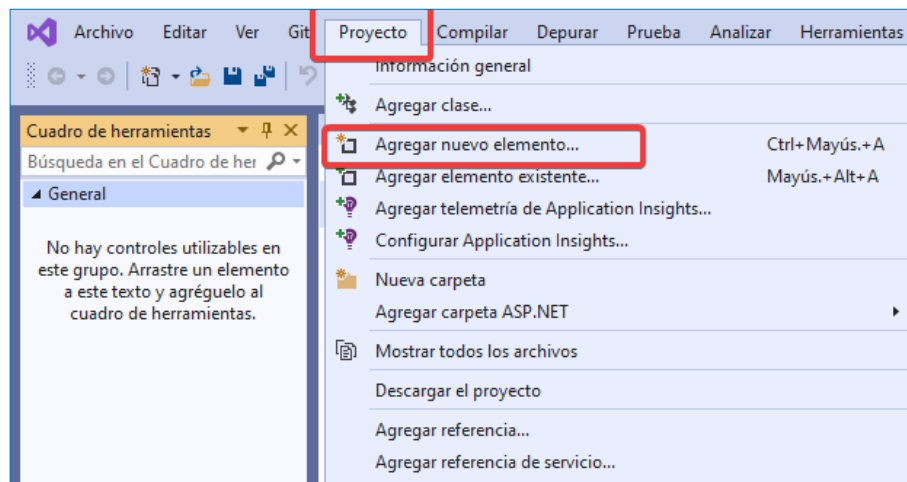 Archivo Editar Ver Git Proyecto Compilar Depurar Prueba Analizar Herramientas
Cuadro de herramientas
Búsqueda en el Cuadro de her
General
No hay controles utilizables en
este grupo. Arrastre un elemento
a este texto y agréguelo al
cuadro de herramientas.
Información general
Agregar clase...
Agregar nuevo elemento... Ctrl+Mayús.+A
Agregar elemento existente... Mayús.+Alt+A
Agregar telemetría de Application Insights...
Configurar Application Insights...
Nueva carpeta
Agregar carpeta ASP.NET
Mostrar todos los archivos
Descargar el proyecto
Agregar referencia...
Agregar referencia de servicio...